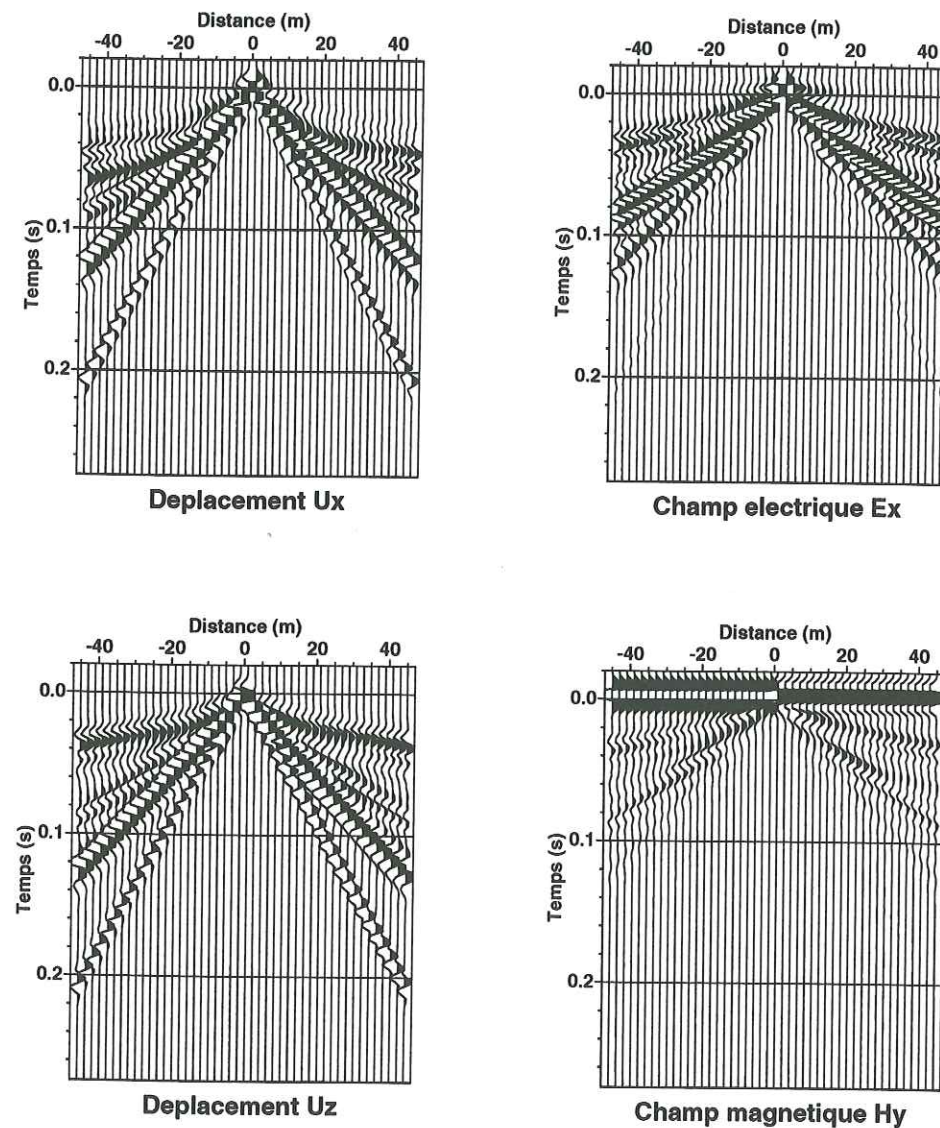 Distance (m)
-40 -20 0 20 40
0.0
0.1
0.2
Temps (s)
Deplacement Ux
Distance (m)
-40 -20 0 20 40
0.0
0.1
0.2
Temps (s)
Champ electrique Ex
Distance (m)
-40 -20 0 20 40
0.0
0.1
0.2
Temps (s)
Deplacement Uz
Distance (m)
-40 -20 0 20 40
0.0
0.1
0.2
Temps (s)
Champ magnetique Hy